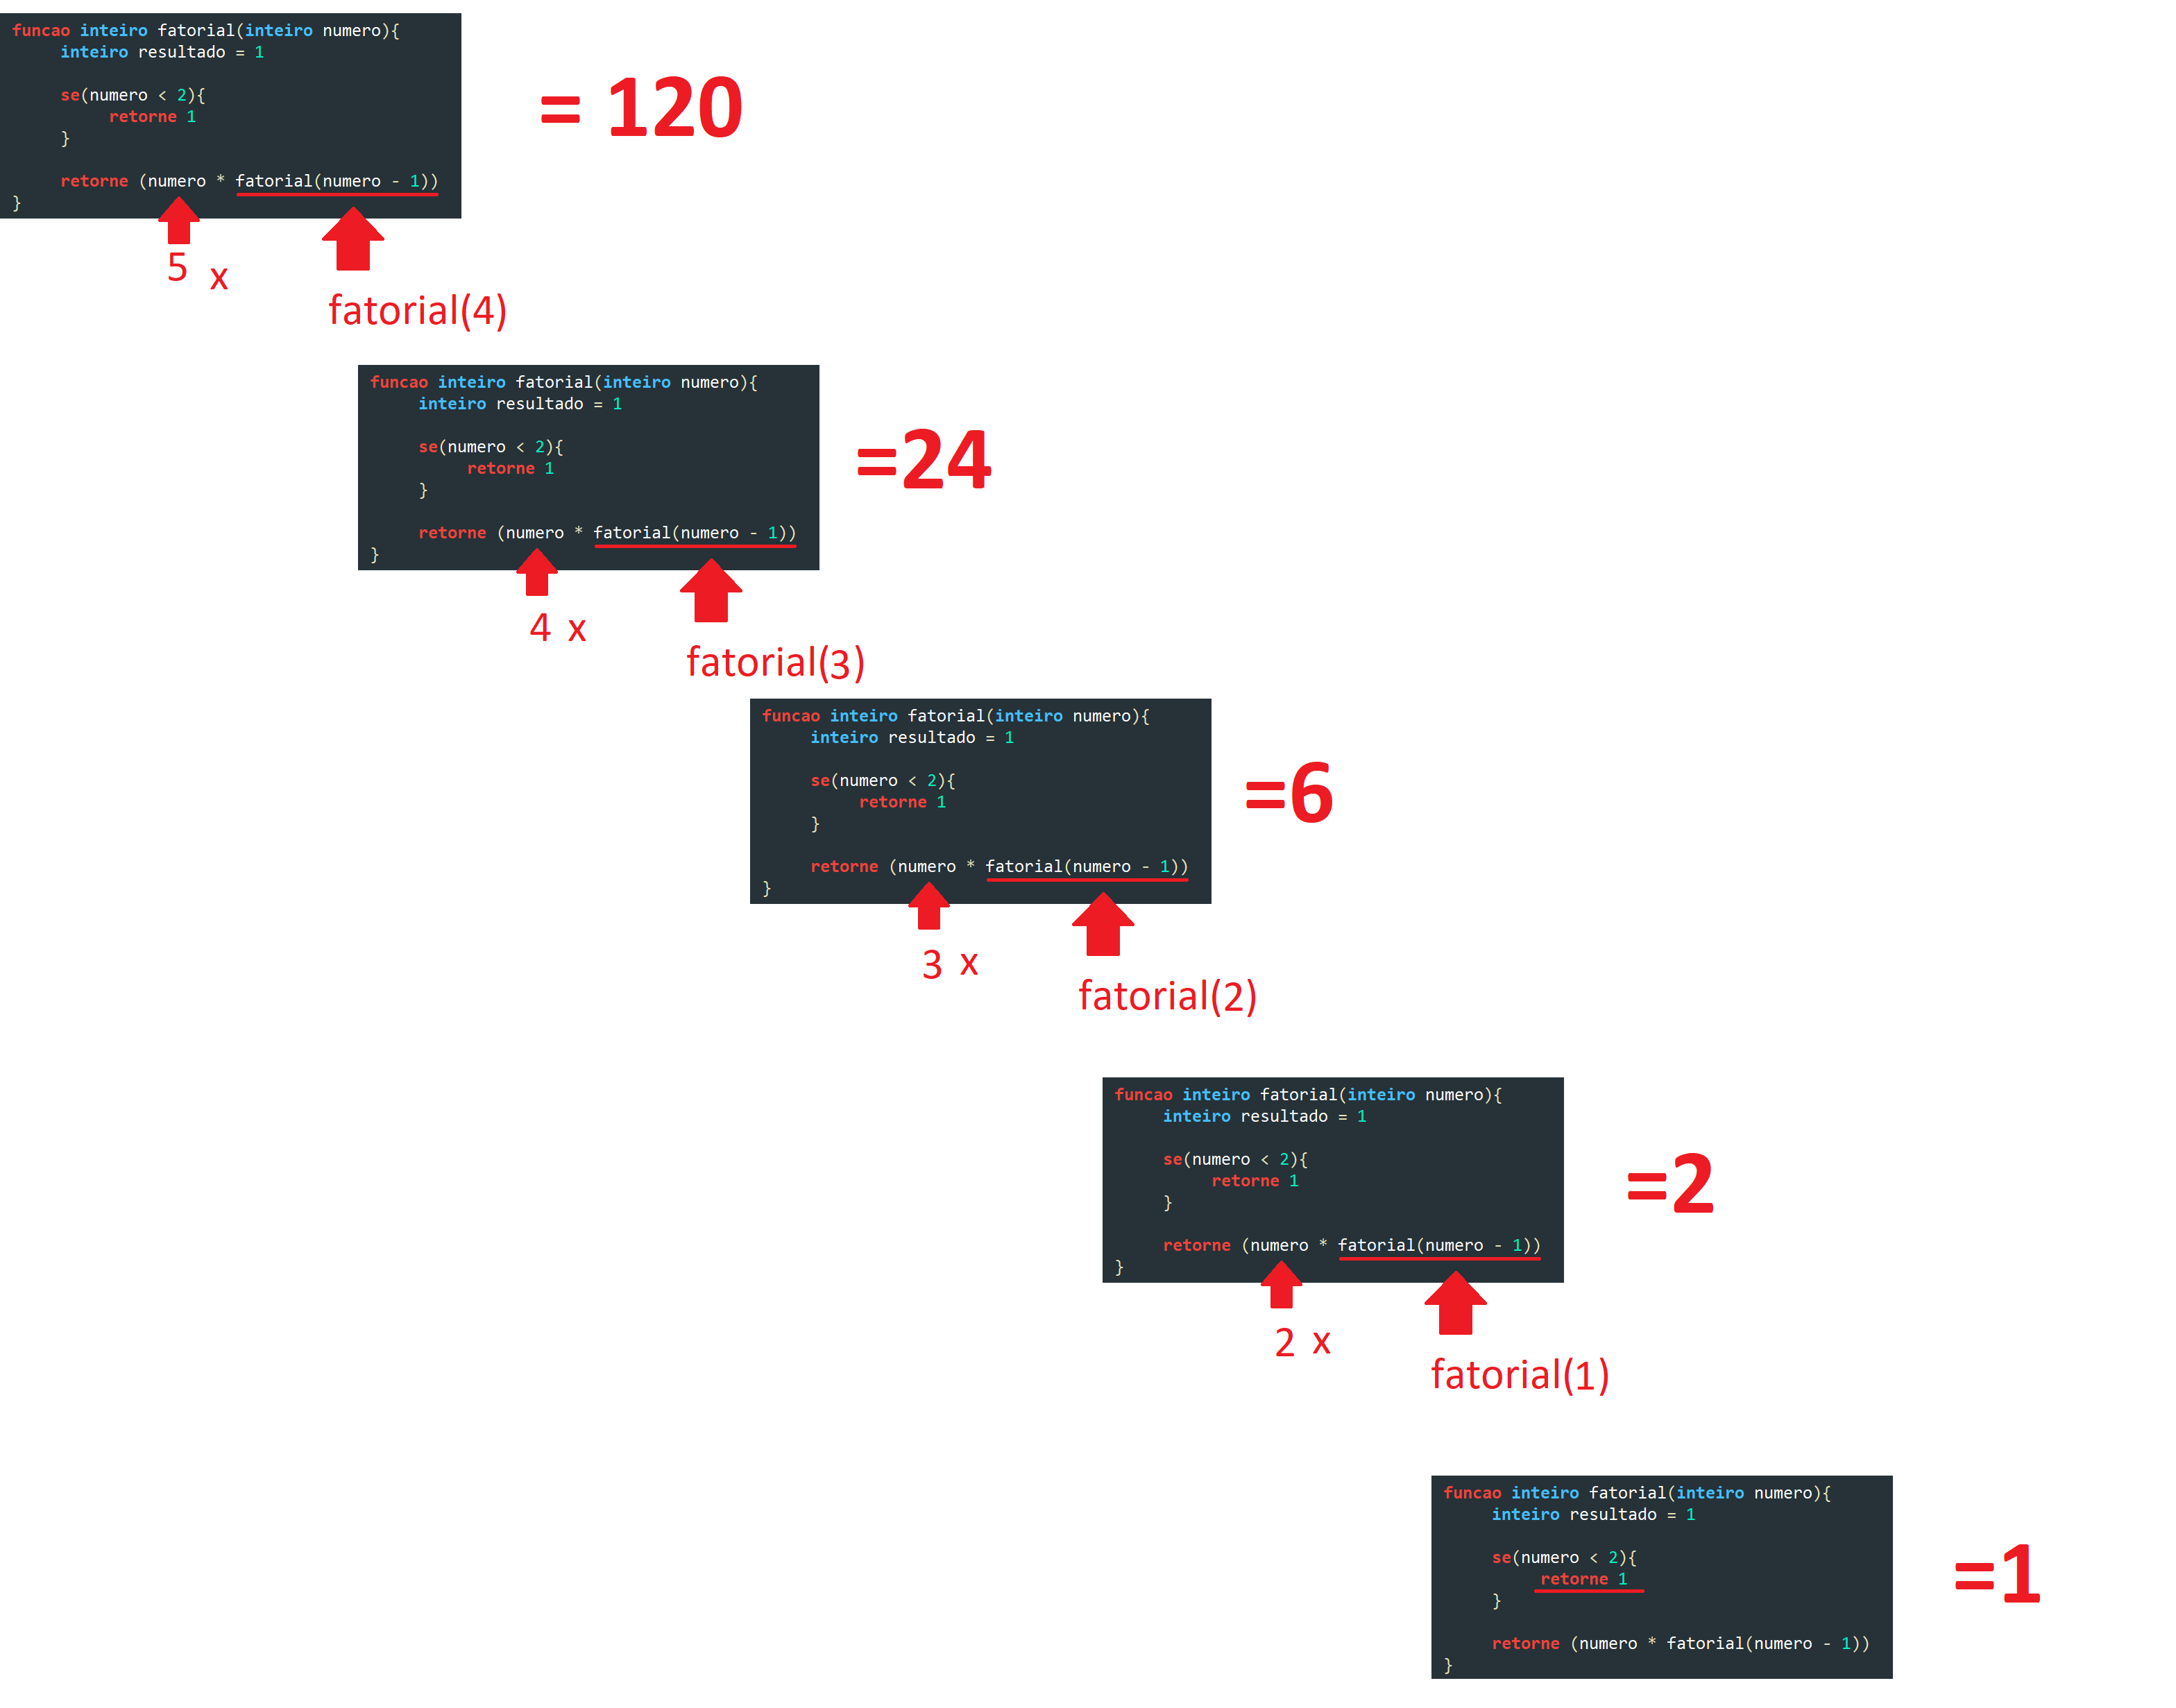 funcao inteiro fatorial(inteiro numero){
inteiro resultado = 1
se(numero < 2){
retorne 1
}
retorne (numero * fatorial(numero - 1))
}
= 120
5 x
fatorial(4)
funcao inteiro fatorial(inteiro numero){
inteiro resultado = 1
se(numero < 2){
retorne 1
}
retorne (numero * fatorial(numero - 1))
}
=24
4 x
fatorial(3)
funcao inteiro fatorial(inteiro numero){
inteiro resultado = 1
se(numero < 2){
retorne 1
}
retorne (numero * fatorial(numero - 1))
}
=6
3 x
fatorial(2)
funcao inteiro fatorial(inteiro numero){
inteiro resultado = 1
se(numero < 2){
retorne 1
}
retorne (numero * fatorial(numero - 1))
}
=2
2 x
fatorial(1)
funcao inteiro fatorial(inteiro numero){
inteiro resultado = 1
se(numero < 2){
retorne 1
}
retorne (numero * fatorial(numero - 1))
}
=1